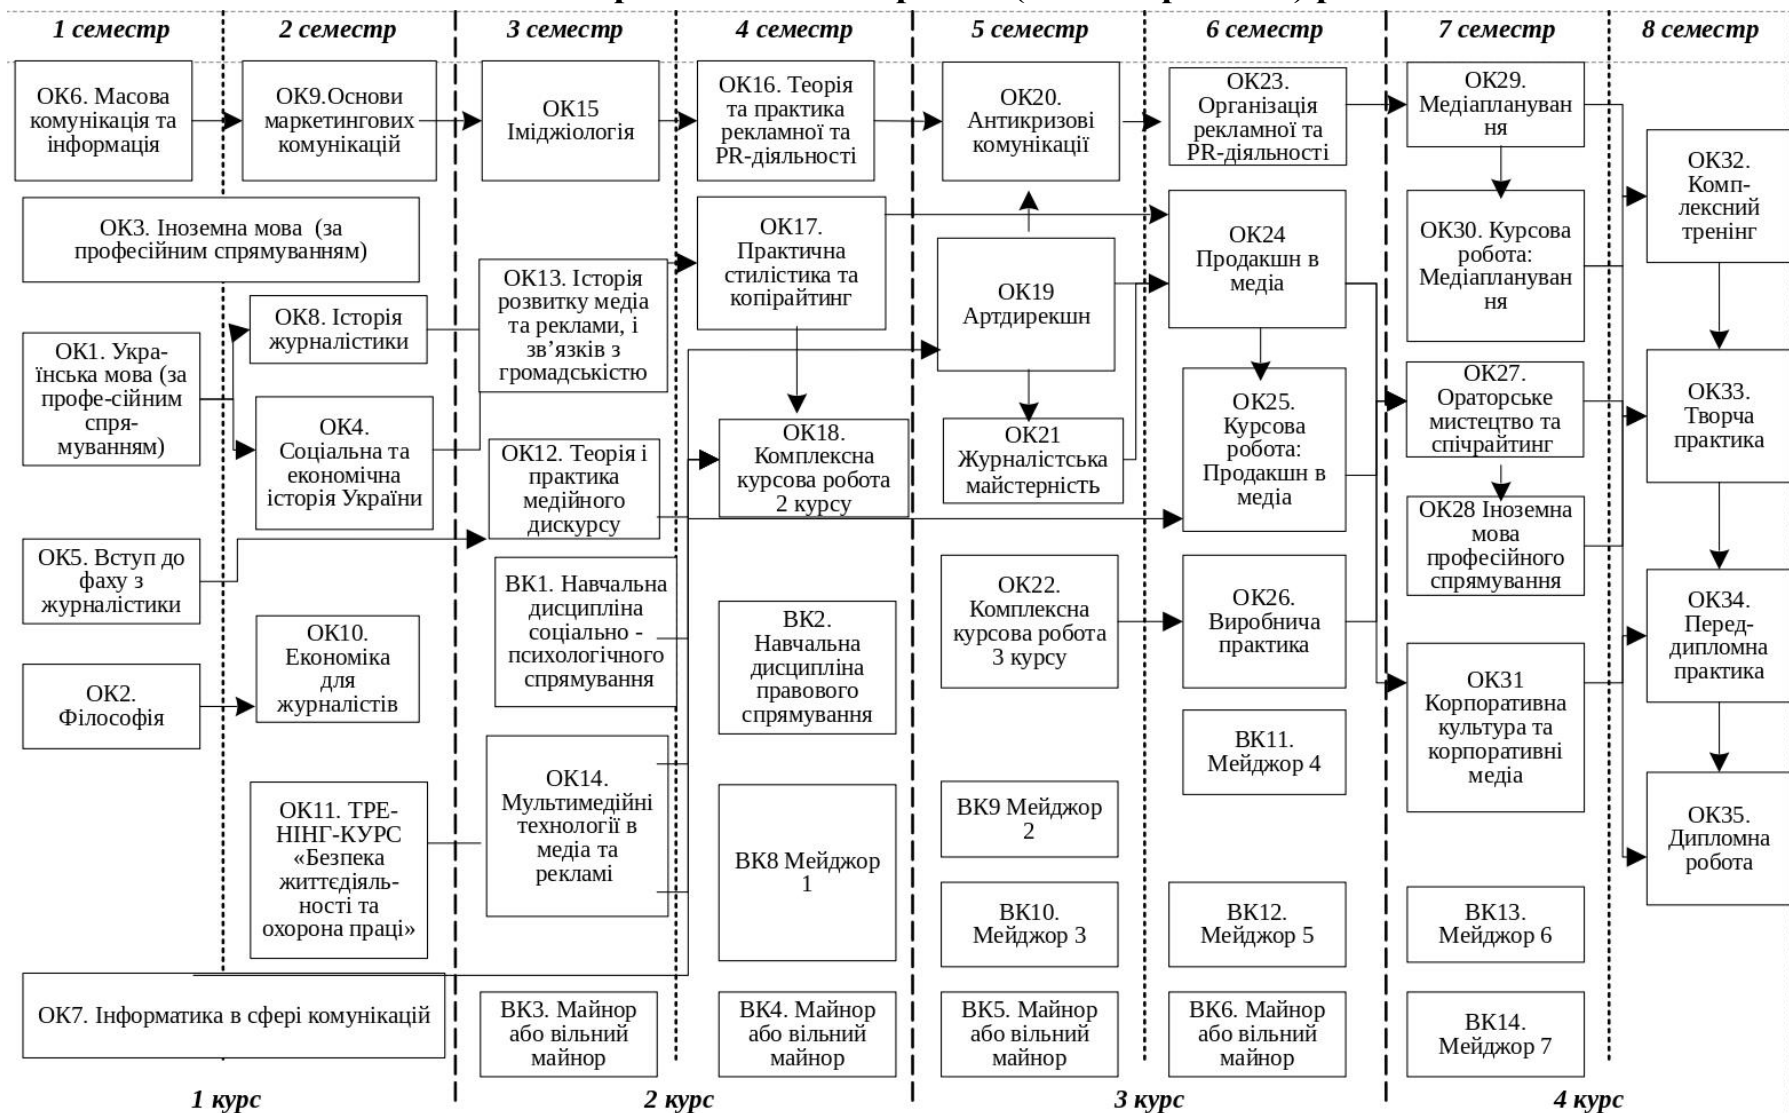 1 семестр
2 семестр
3 семестр
4 семестр
5 семестр
6 семестр
7 семестр
8 семестр
ОК6. Масова
комунікація та
інформація
ОК3. Іноземна мова (за
професійним спрямуванням)
ОК1. Укра-
їнська мова (за
профе-сійним
спря-
муванням)
ОК5. Вступ до
фаху з
журналістики
ОК2.
Філософія
ОК7. Інформатика в сфері комунікацій
ОК9.Основи
маркетингових
комунікацій
ОК8. Історія
журналістики
ОК4.
Соціальна та
економічна
історія України
ОК10.
Економіка
для
журналістів
ОК11. ТРЕ-
НІНГ-КУРС
«Безпека
життєдіяль-
ності та
охорона праці»
ОК15
Іміджіологія
ОК13. Історія
розвитку медіа
та реклами, і
зв’язків з
громадськістю
ОК12. Теорія і
практика
медійного
дискурсу
ВК1. Навчальна
дисципліна
соціально -
психологічного
спрямування
ОК14.
Мультимедійні
технології в
медіа та
рекламі
ВК3. Майнор
або вільний
майнор
ОК16. Теорія
та практика
рекламної та
PR-діяльності
ОК17.
Практична
стилістика та
копірайтинг
ОК18.
Комплексна
курсова робота
2 курсу
ВК2.
Навчальна
дисципліна
правового
спрямування
ВК8 Мейджор
1
ВК4. Майнор
або вільний
майнор
ОК20.
Антикризові
комунікації
ОК19
Артдирекшн
ОК21
Журналістська
майстерність
ОК22.
Комплексна
курсова робота
3 курсу
ВК9 Мейджор
2
ВК10.
Мейджор 3
ВК5. Майнор
або вільний
майнор
ОК23.
Організація
рекламної та
PR-діяльності
ОК24
Продакшн в
медіа
ОК25.
Курсова
робота:
Продакшн в
медіа
ОК26.
Виробнича
практика
ВК11.
Мейджор 4
ВК12.
Мейджор 5
ВК6. Майнор
або вільний
майнор
ОК29.
Медіаплануван
ня
ОК30. Курсова
робота:
Медіаплануван
ня
ОК27.
Ораторське
мистецтво та
спічрайтинг
ОК28 Іноземна
мова
професійного
спрямування
ОК31
Корпоративна
культура та
корпоративні
медіа
ВК13.
Мейджор 6
ВК14.
Мейджор 7
ОК32.
Комп-
лексний
тренінг
ОК33.
Творча
практика
ОК34.
Перед-
дипломна
практика
ОК35.
Дипломна
робота
1 курс
2 курс
3 курс
4 курс